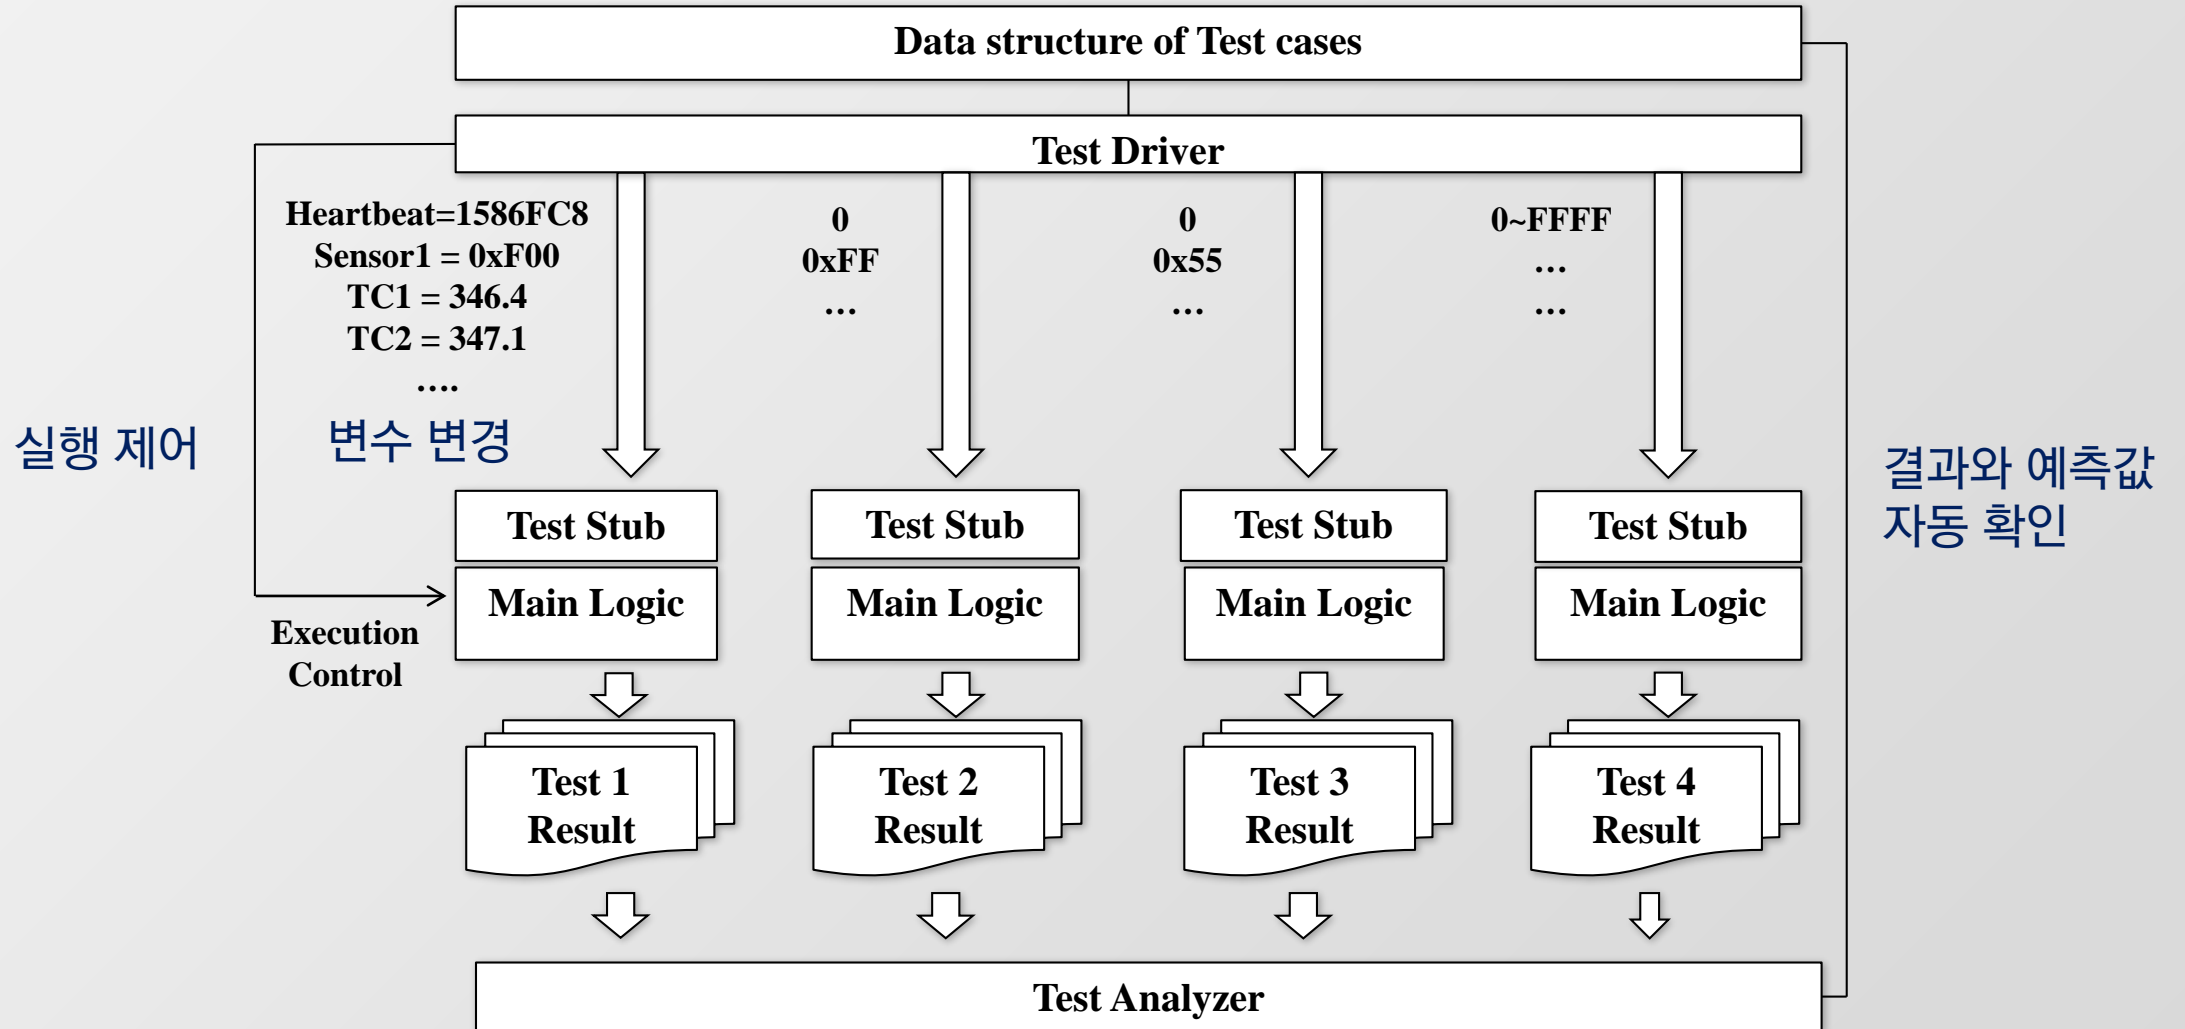 Data structure of Test cases
Test Driver
Heartbeat=1586FC8
Sensor1 = 0xF00
TC1 = 346.4
TC2 = 347.1
....
변수 변경
0
0xFF
...
0
0x55
...
0~FFFF
...
...
실행 제어
결과와 예측값
자동 확인
Test Stub
Test Stub
Test Stub
Test Stub
Main Logic
Main Logic
Main Logic
Main Logic
Execution
Control
Test 1
Result
Test 2
Result
Test 3
Result
Test 4
Result
Test Analyzer